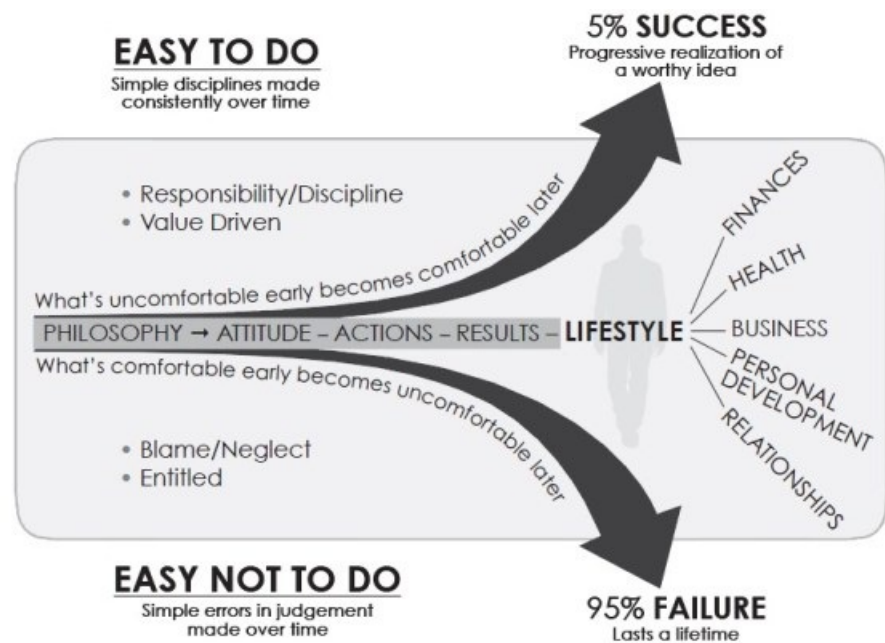 EASY TO DO
Simple disciplines made
consistently over time
5% SUCCESS
Progressive realization of
a worthy idea
• Responsibility/Discipline
• Value Driven
What's uncomfortable early becomes comfortable later
PHILOSOPHY → ATTITUDE – ACTIONS – RESULTS – LIFESTYLE
What's comfortable early becomes uncomfortable later
FINANCES
HEALTH
BUSINESS
PERSONAL
DEVELOPMENT
RELATIONSHIPS
• Blame/Neglect
• Entitled
EASY NOT TO DO
Simple errors in judgement
made over time
95% FAILURE
Lasts a lifetime